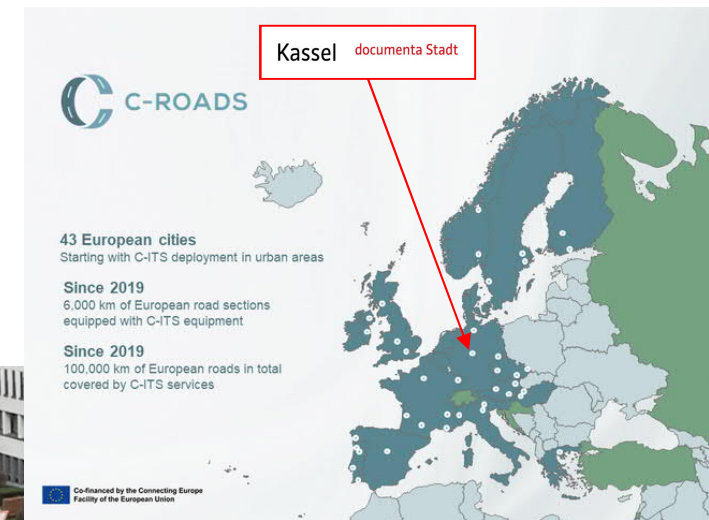 Kassel documenta Stadt
C-ROADS
43 European cities
Starting with C-ITS deployment in urban areas
Since 2019
6,000 km of European road sections
equipped with C-ITS equipment
Since 2019
100,000 km of European roads in total
covered by C-ITS services
Co-financed by the Connecting Europe
Facility of the European Union